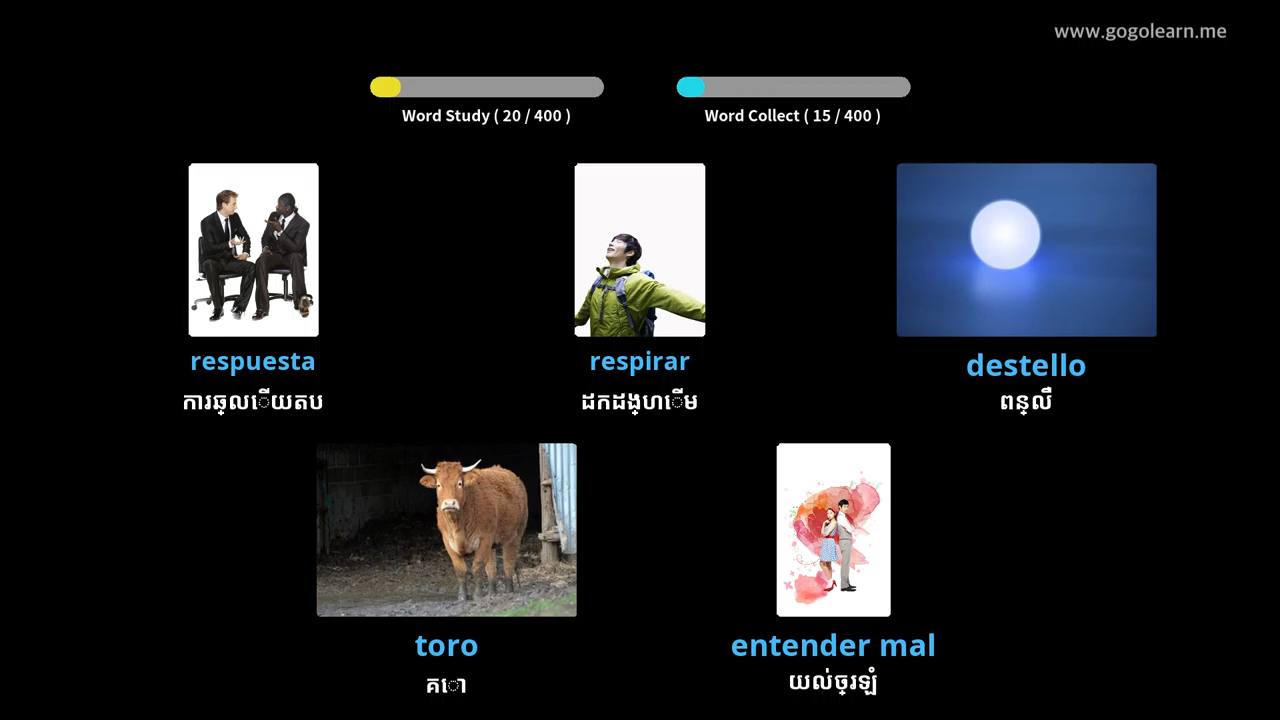 www.gogolearn.me
Word Study ( 20 / 400 )
Word Collect ( 15 / 400 )
respuesta
respirar
destello
ការឆ្លើយតប
ដកដង្ហើម
ពន្លឺ
toro
entender mal
គោ
យល់ច្រឡំ